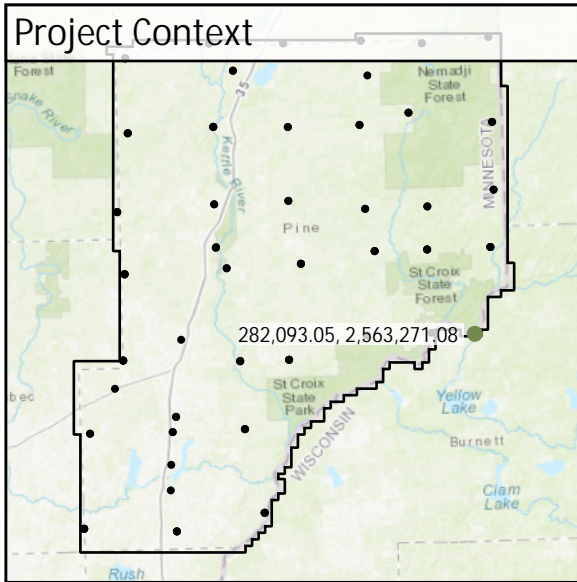 Project Context
Forest
Snake River
35
Nemadji
State
Forest
Kettle River
MINNESOTA
Pine
St Croix
State
Forest
282,093.05, 2,563,271.08
St Croix
State
Park
WISCONSIN
Yellow
Lake
Burnett
Clam
Lake
Rush